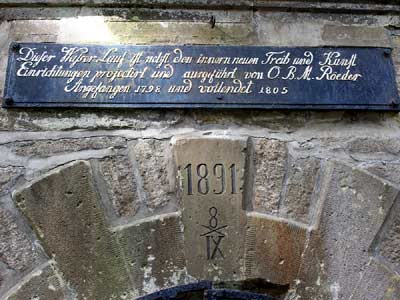 Dieser Wasser Lauf ist nebst den innern neuen Treib und Kunst
Einrichtungen projectirt und ausgeführt von O. B. M. Roeder
Angefangen 1798 und vollendet 1805
1891
8
IX